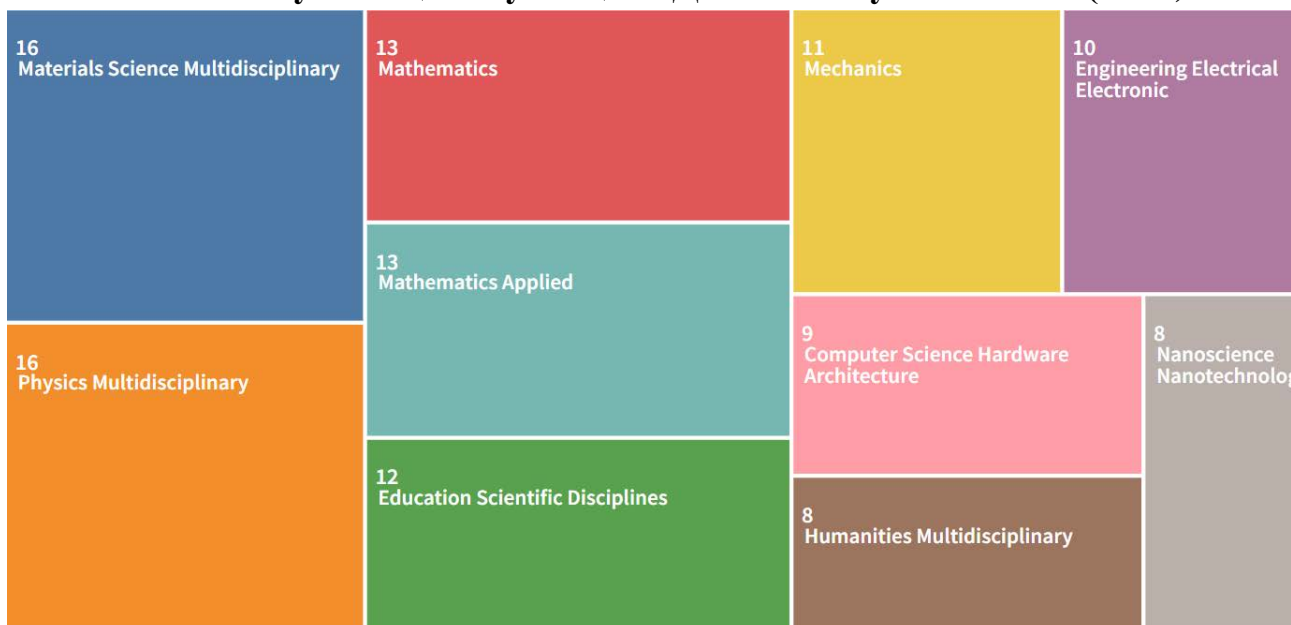 16
Materials Science Multidisciplinary
13
Mathematics
11
Mechanics
10
Engineering Electrical
Electronic
16
Physics Multidisciplinary
13
Mathematics Applied
12
Education Scientific Disciplines
9
Computer Science Hardware
Architecture
8
Nanoscience
Nanotechnolog
8
Humanities Multidisciplinary